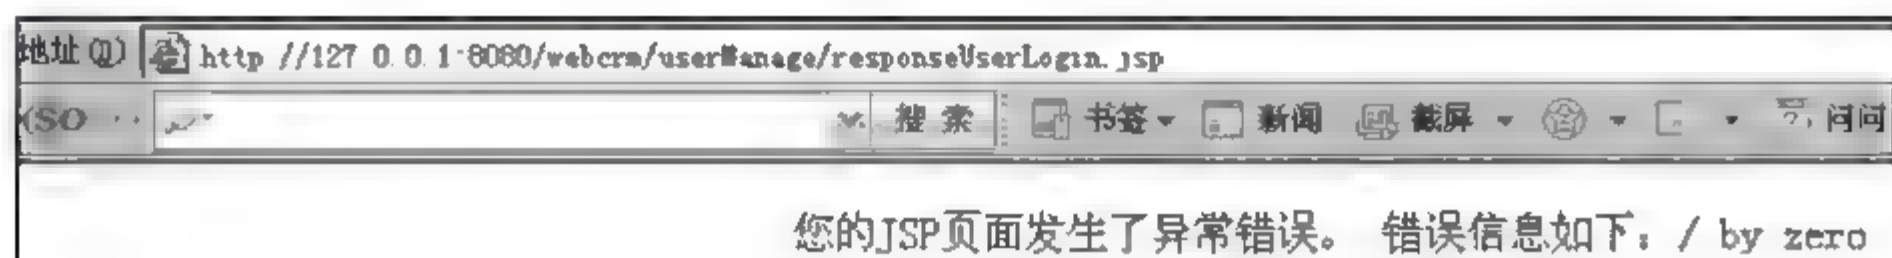 地址(D) http //127 0.0.1:8080/webcrm/userManage/responseUserLogin.jsp
搜索 书签 新闻 截屏 问问
您的JSP页面发生了异常错误。 错误信息如下：/ by zero